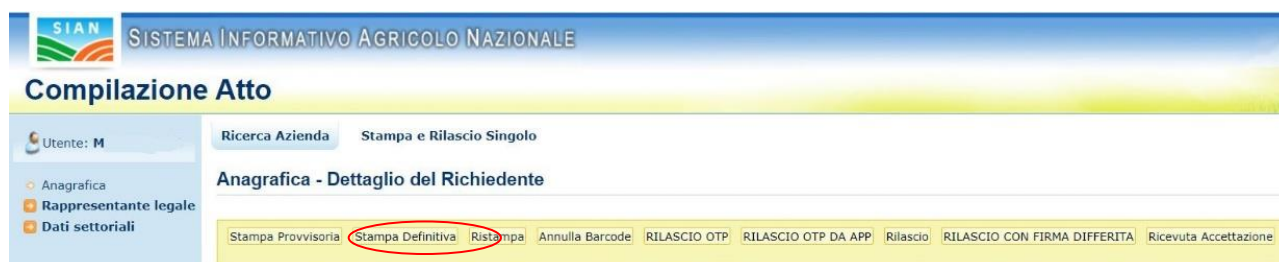 SIAN
SISTEMA INFORMATIVO AGRICOLO NAZIONALE
Compilazione Atto
Utente: M
Ricerca Azienda Stampa e Rilascio Singolo
Anagrafica
Rappresentante legale
Dati settoriali
Anagrafica - Dettaglio del Richiedente
Stampa Provvisoria Stampa Definitiva Ristampa Annulla Barcode RILASCIO OTP RILASCIO OTP DA APP Rilascio RILASCIO CON FIRMA DIFFERITA Ricevuta Accettazione